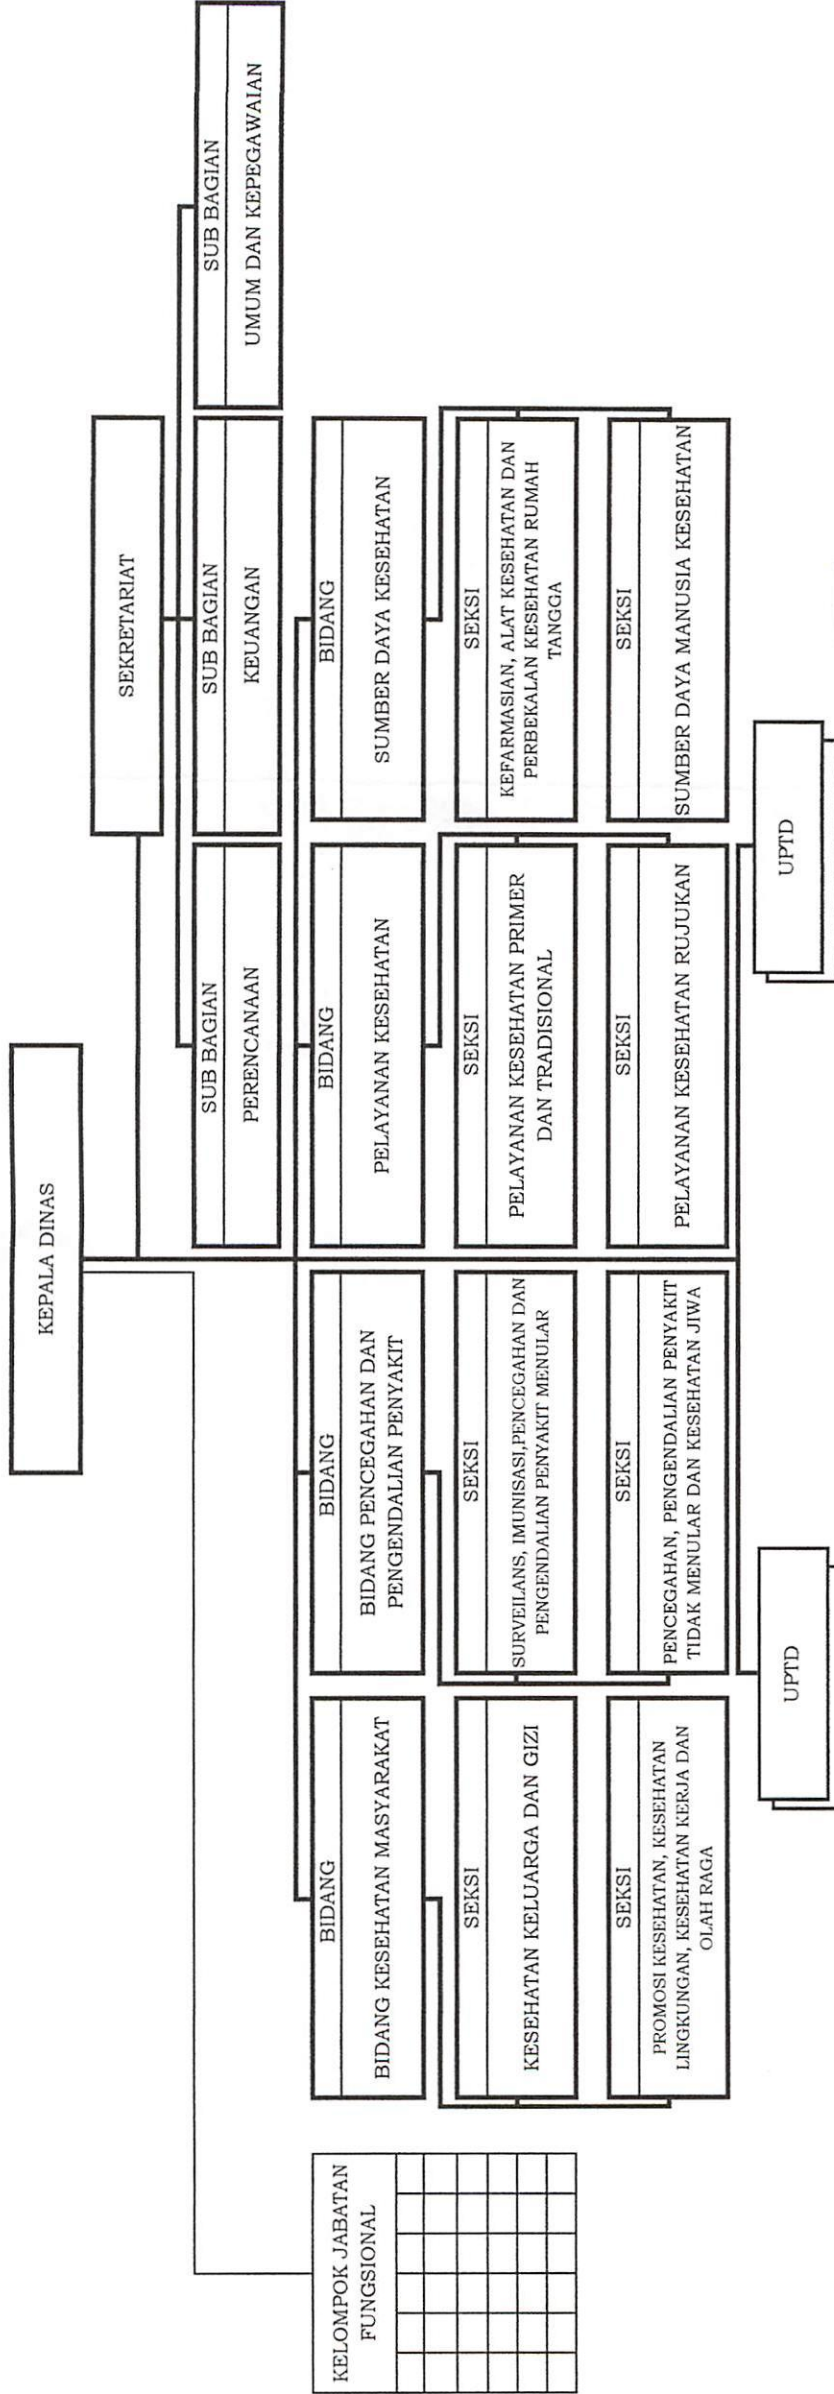 KEPALA DINAS
SEKRETARIAT
SUB BAGIAN
PERENCANAAN
SUB BAGIAN
KEUANGAN
SUB BAGIAN
UMUM DAN KEPEGAWAIAN
KELOMPOK JABATAN
FUNGSIONAL
BIDANG
BIDANG KESEHATAN MASYARAKAT
BIDANG
BIDANG PENCEGAHAN DAN
PENGENDALIAN PENYAKIT
BIDANG
PELAYANAN KESEHATAN
BIDANG
SUMBER DAYA KESEHATAN
SEKSI
KESEHATAN KELUARGA DAN GIZI
SEKSI
SURVEILANS, IMUNISASI,PENCEGAHAN DAN
PENGENDALIAN PENYAKIT MENULAR
SEKSI
PELAYANAN KESEHATAN PRIMER
DAN TRADISIONAL
SEKSI
KEFARMASIAN, ALAT KESEHATAN DAN
PERBEKALAN KESEHATAN RUMAH
TANGGA
SEKSI
PROMOSI KESEHATAN, KESEHATAN
LINGKUNGAN, KESEHATAN KERJA DAN
OLAH RAGA
SEKSI
PENCEGAHAN, PENGENDALIAN PENYAKIT
TIDAK MENULAR DAN KESEHATAN JIWA
SEKSI
PELAYANAN KESEHATAN RUJUKAN
SEKSI
SUMBER DAYA MANUSIA KESEHATAN
UPTD
UPTD